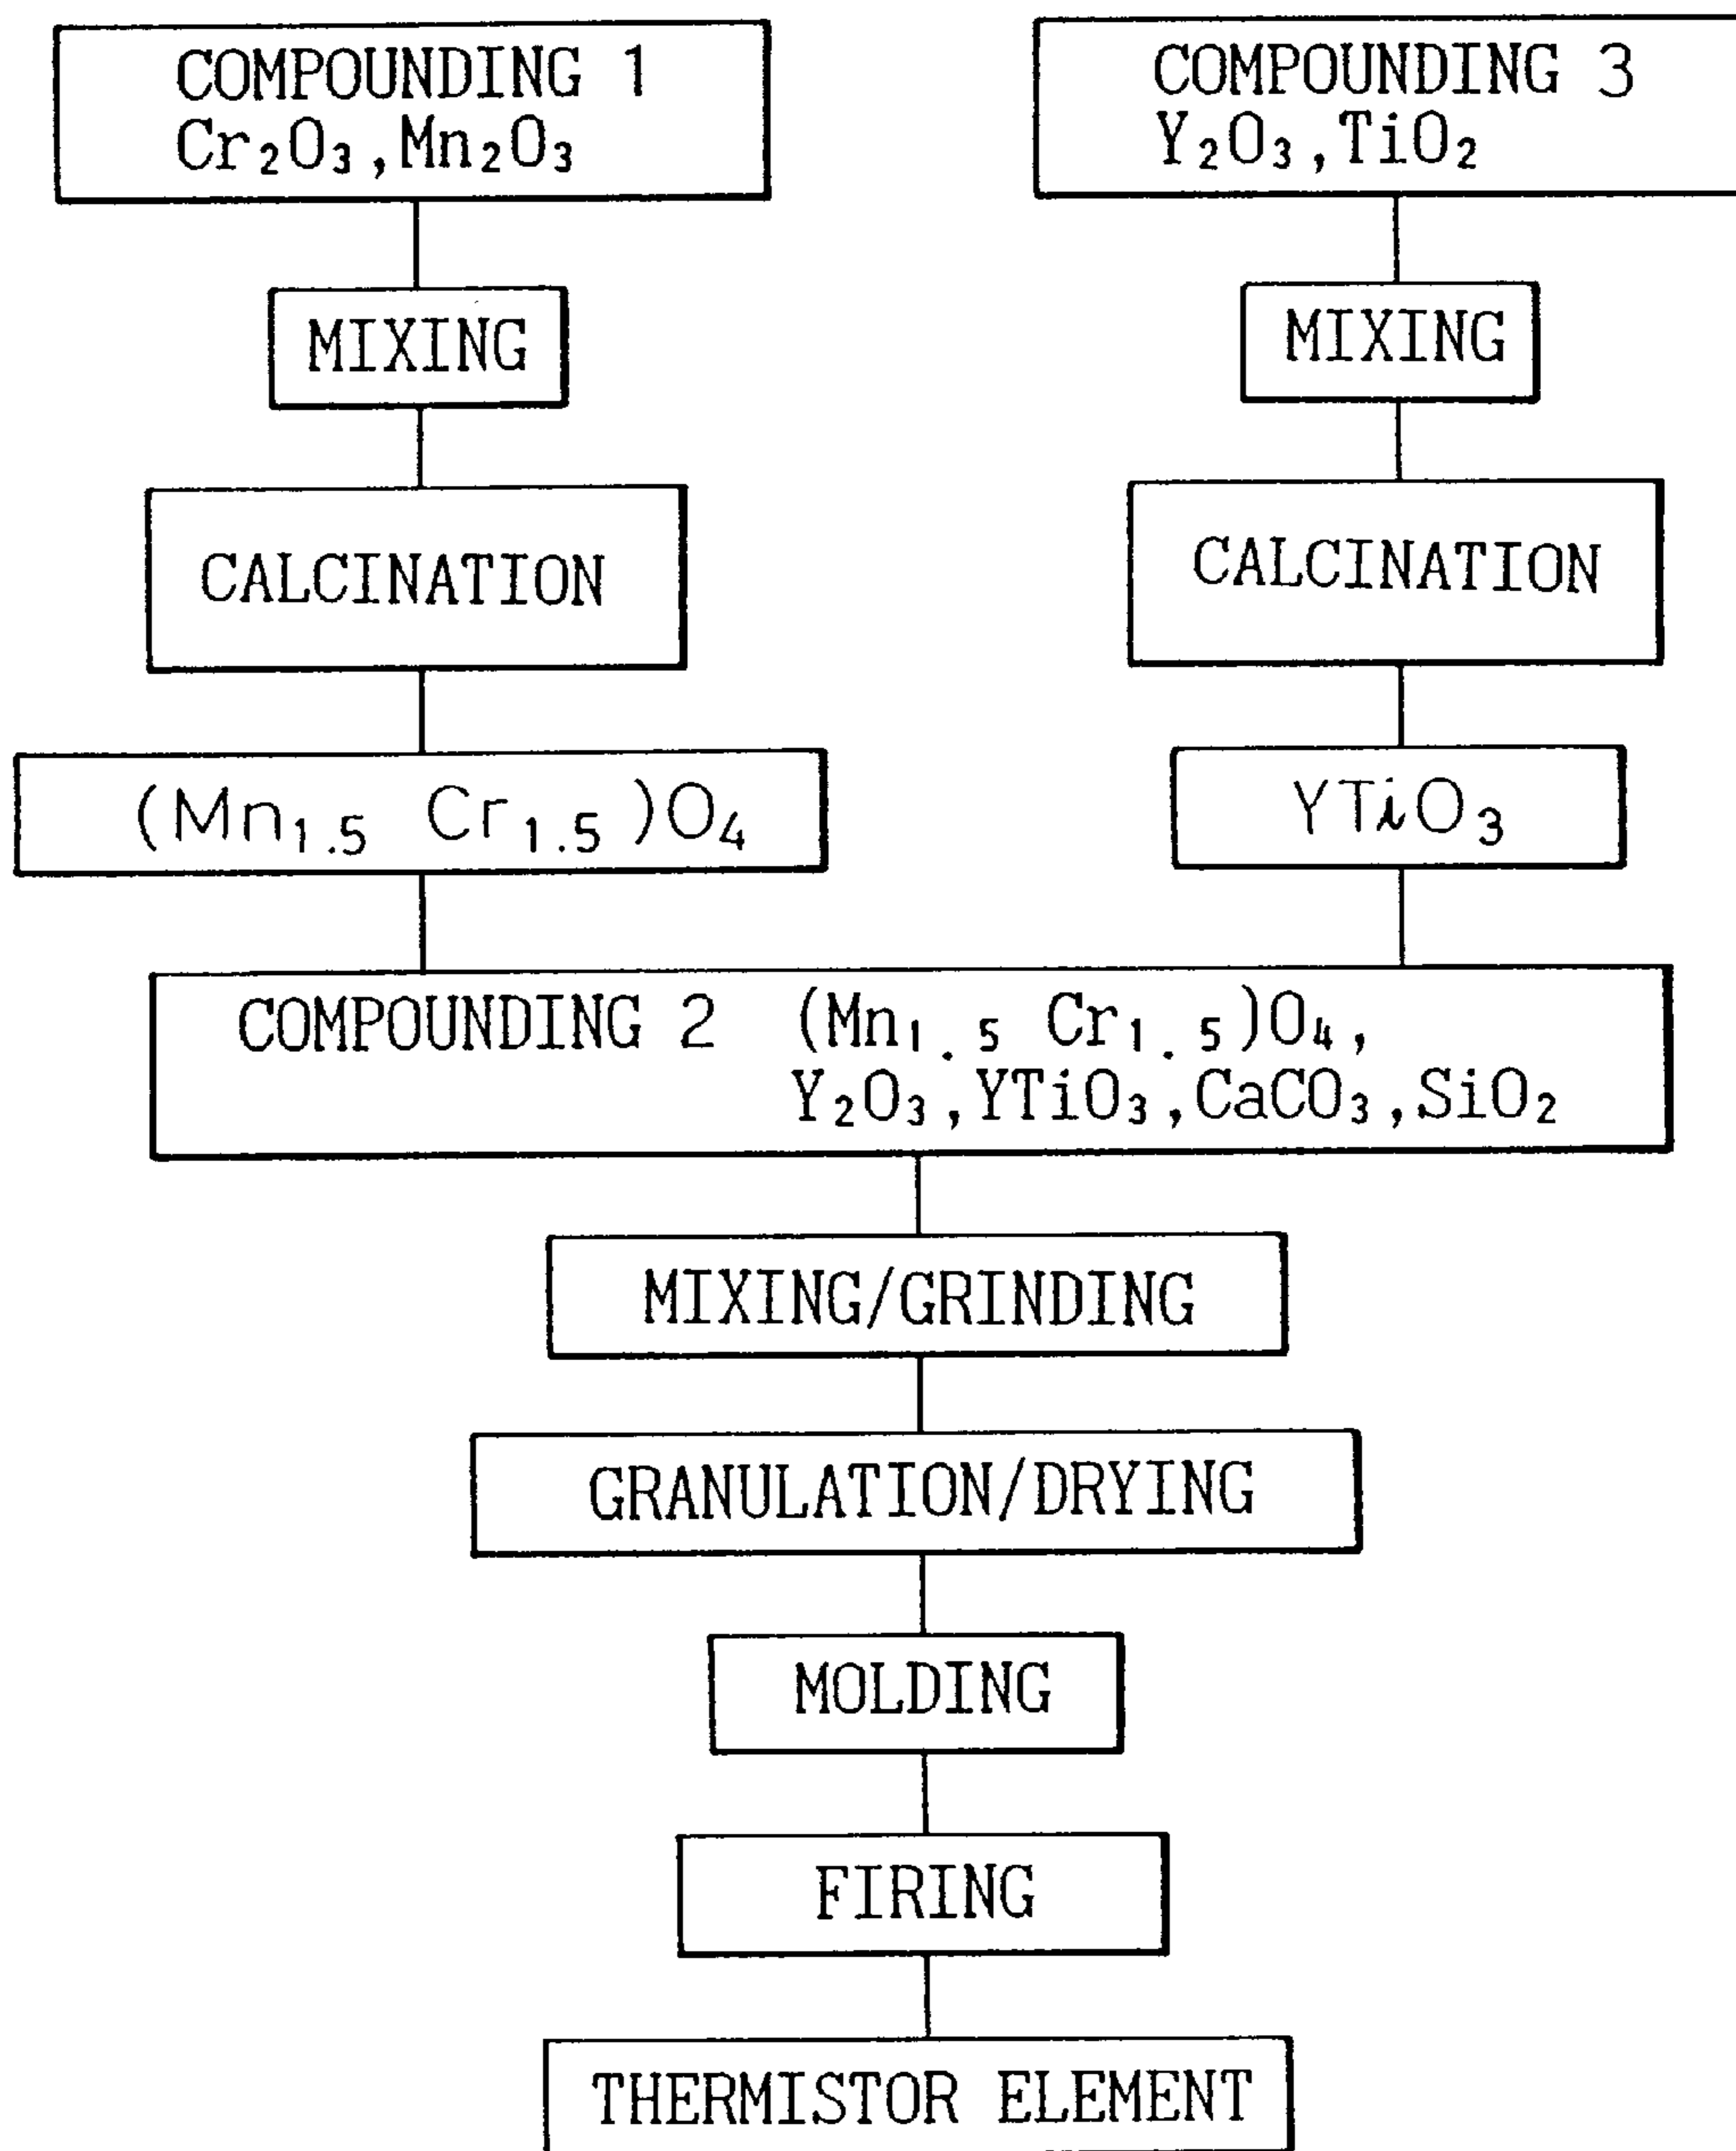 COMPOUNDING 1
Cr₂O₃,Mn₂O₃
MIXING
CALCINATION
(Mn₁.₅ Cr₁.₅)O₄
COMPOUNDING 3
Y₂O₃,TiO₂
MIXING
CALCINATION
YTiO₃
COMPOUNDING 2 (Mn₁.₅ Cr₁.₅)O₄,
Y₂O₃,YTiO₃,CaCO₃,SiO₂
MIXING/GRINDING
GRANULATION/DRYING
MOLDING
FIRING
THERMISTOR ELEMENT